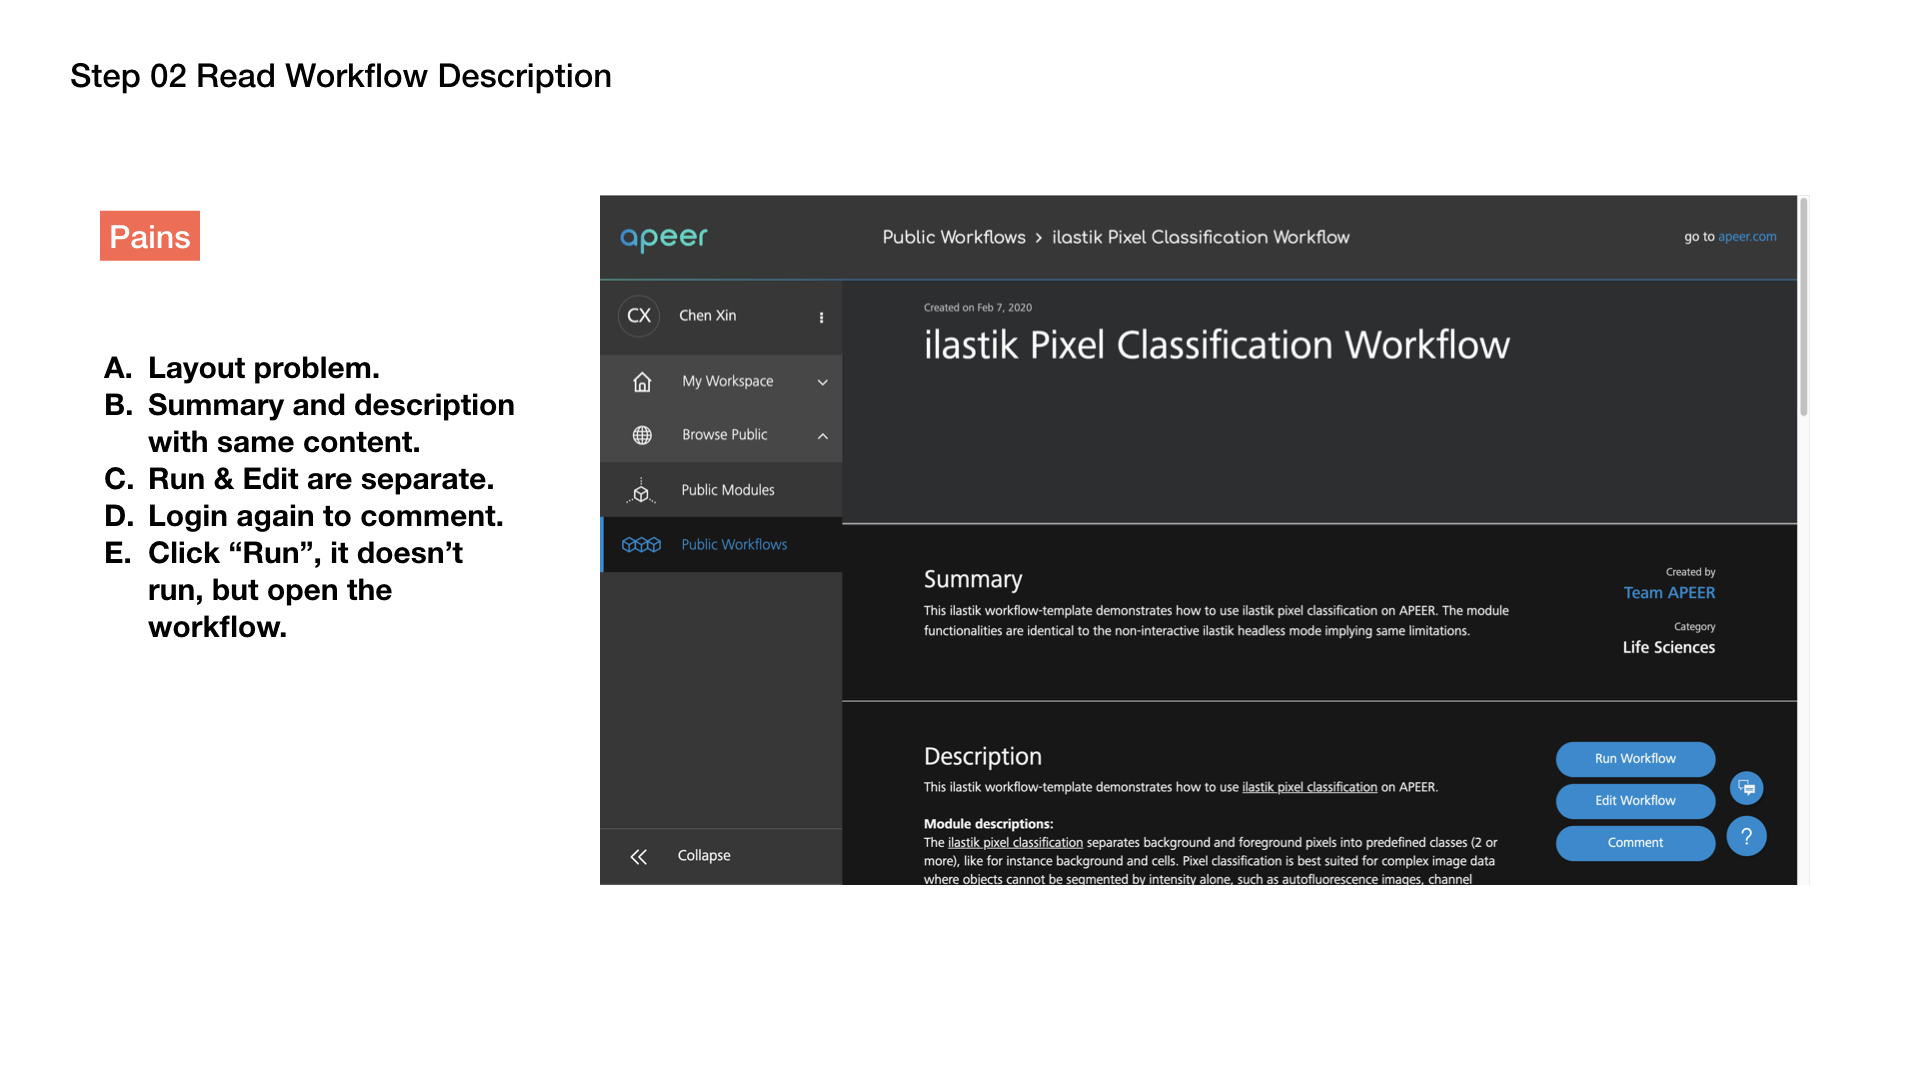 Step 02 Read Workflow Description
Pains
A. Layout problem.
B. Summary and description
with same content.
C. Run & Edit are separate.
D. Login again to comment.
E. Click “Run”, it doesn’t
run, but open the
workflow.
apeer
Public Workflows > ilastik Pixel Classification Workflow
go to apeer.com
CX Chen Xin
My Workspace
Browse Public
Public Modules
Public Workflows
Collapse
Created on Feb 7, 2020
ilastik Pixel Classification Workflow
Summary
This ilastik workflow-template demonstrates how to use ilastik pixel classification on APEER. The module
functionalities are identical to the non-interactive ilastik headless mode implying same limitations.
Created by
Team APEER
Category
Life Sciences
Description
This ilastik workflow-template demonstrates how to use ilastik pixel classification on APEER.
Module descriptions:
The ilastik pixel classification separates background and foreground pixels into predefined classes (2 or
more), like for instance background and cells. Pixel classification is best suited for complex image data
where objects cannot be segmented by intensity alone, such as autofluorescence images, channel
Run Workflow
Edit Workflow
Comment
?